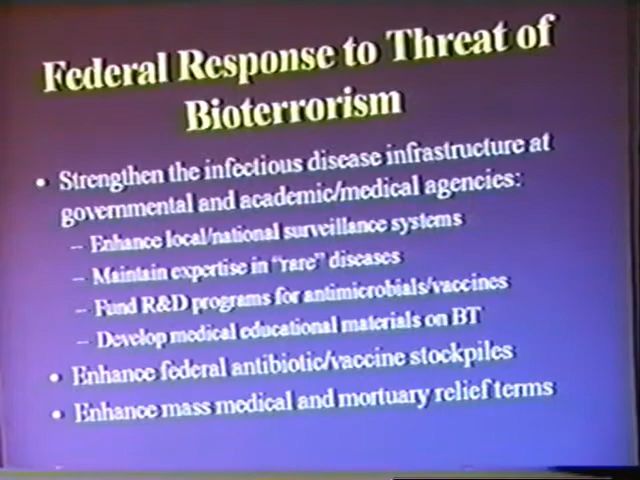 Federal Response to Threat of
Bioterrorism
• Strengthen the infectious disease infrastructure at
governmental and academic/medical agencies:
– Enhance local/national surveillance systems
– Maintain expertise in "rare" diseases
– Fund R&D programs for antimicrobials/vaccines
– Develop medical educational materials on BT
• Enhance federal antibiotic/vaccine stockpiles
• Enhance mass medical and mortuary relief terms